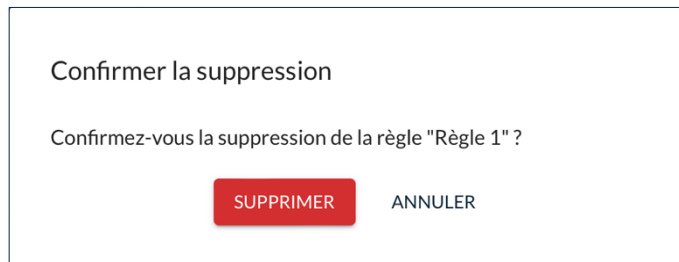 Confirmer la suppression
Confirmez-vous la suppression de la règle "Règle 1" ?
SUPPRIMER ANNULER